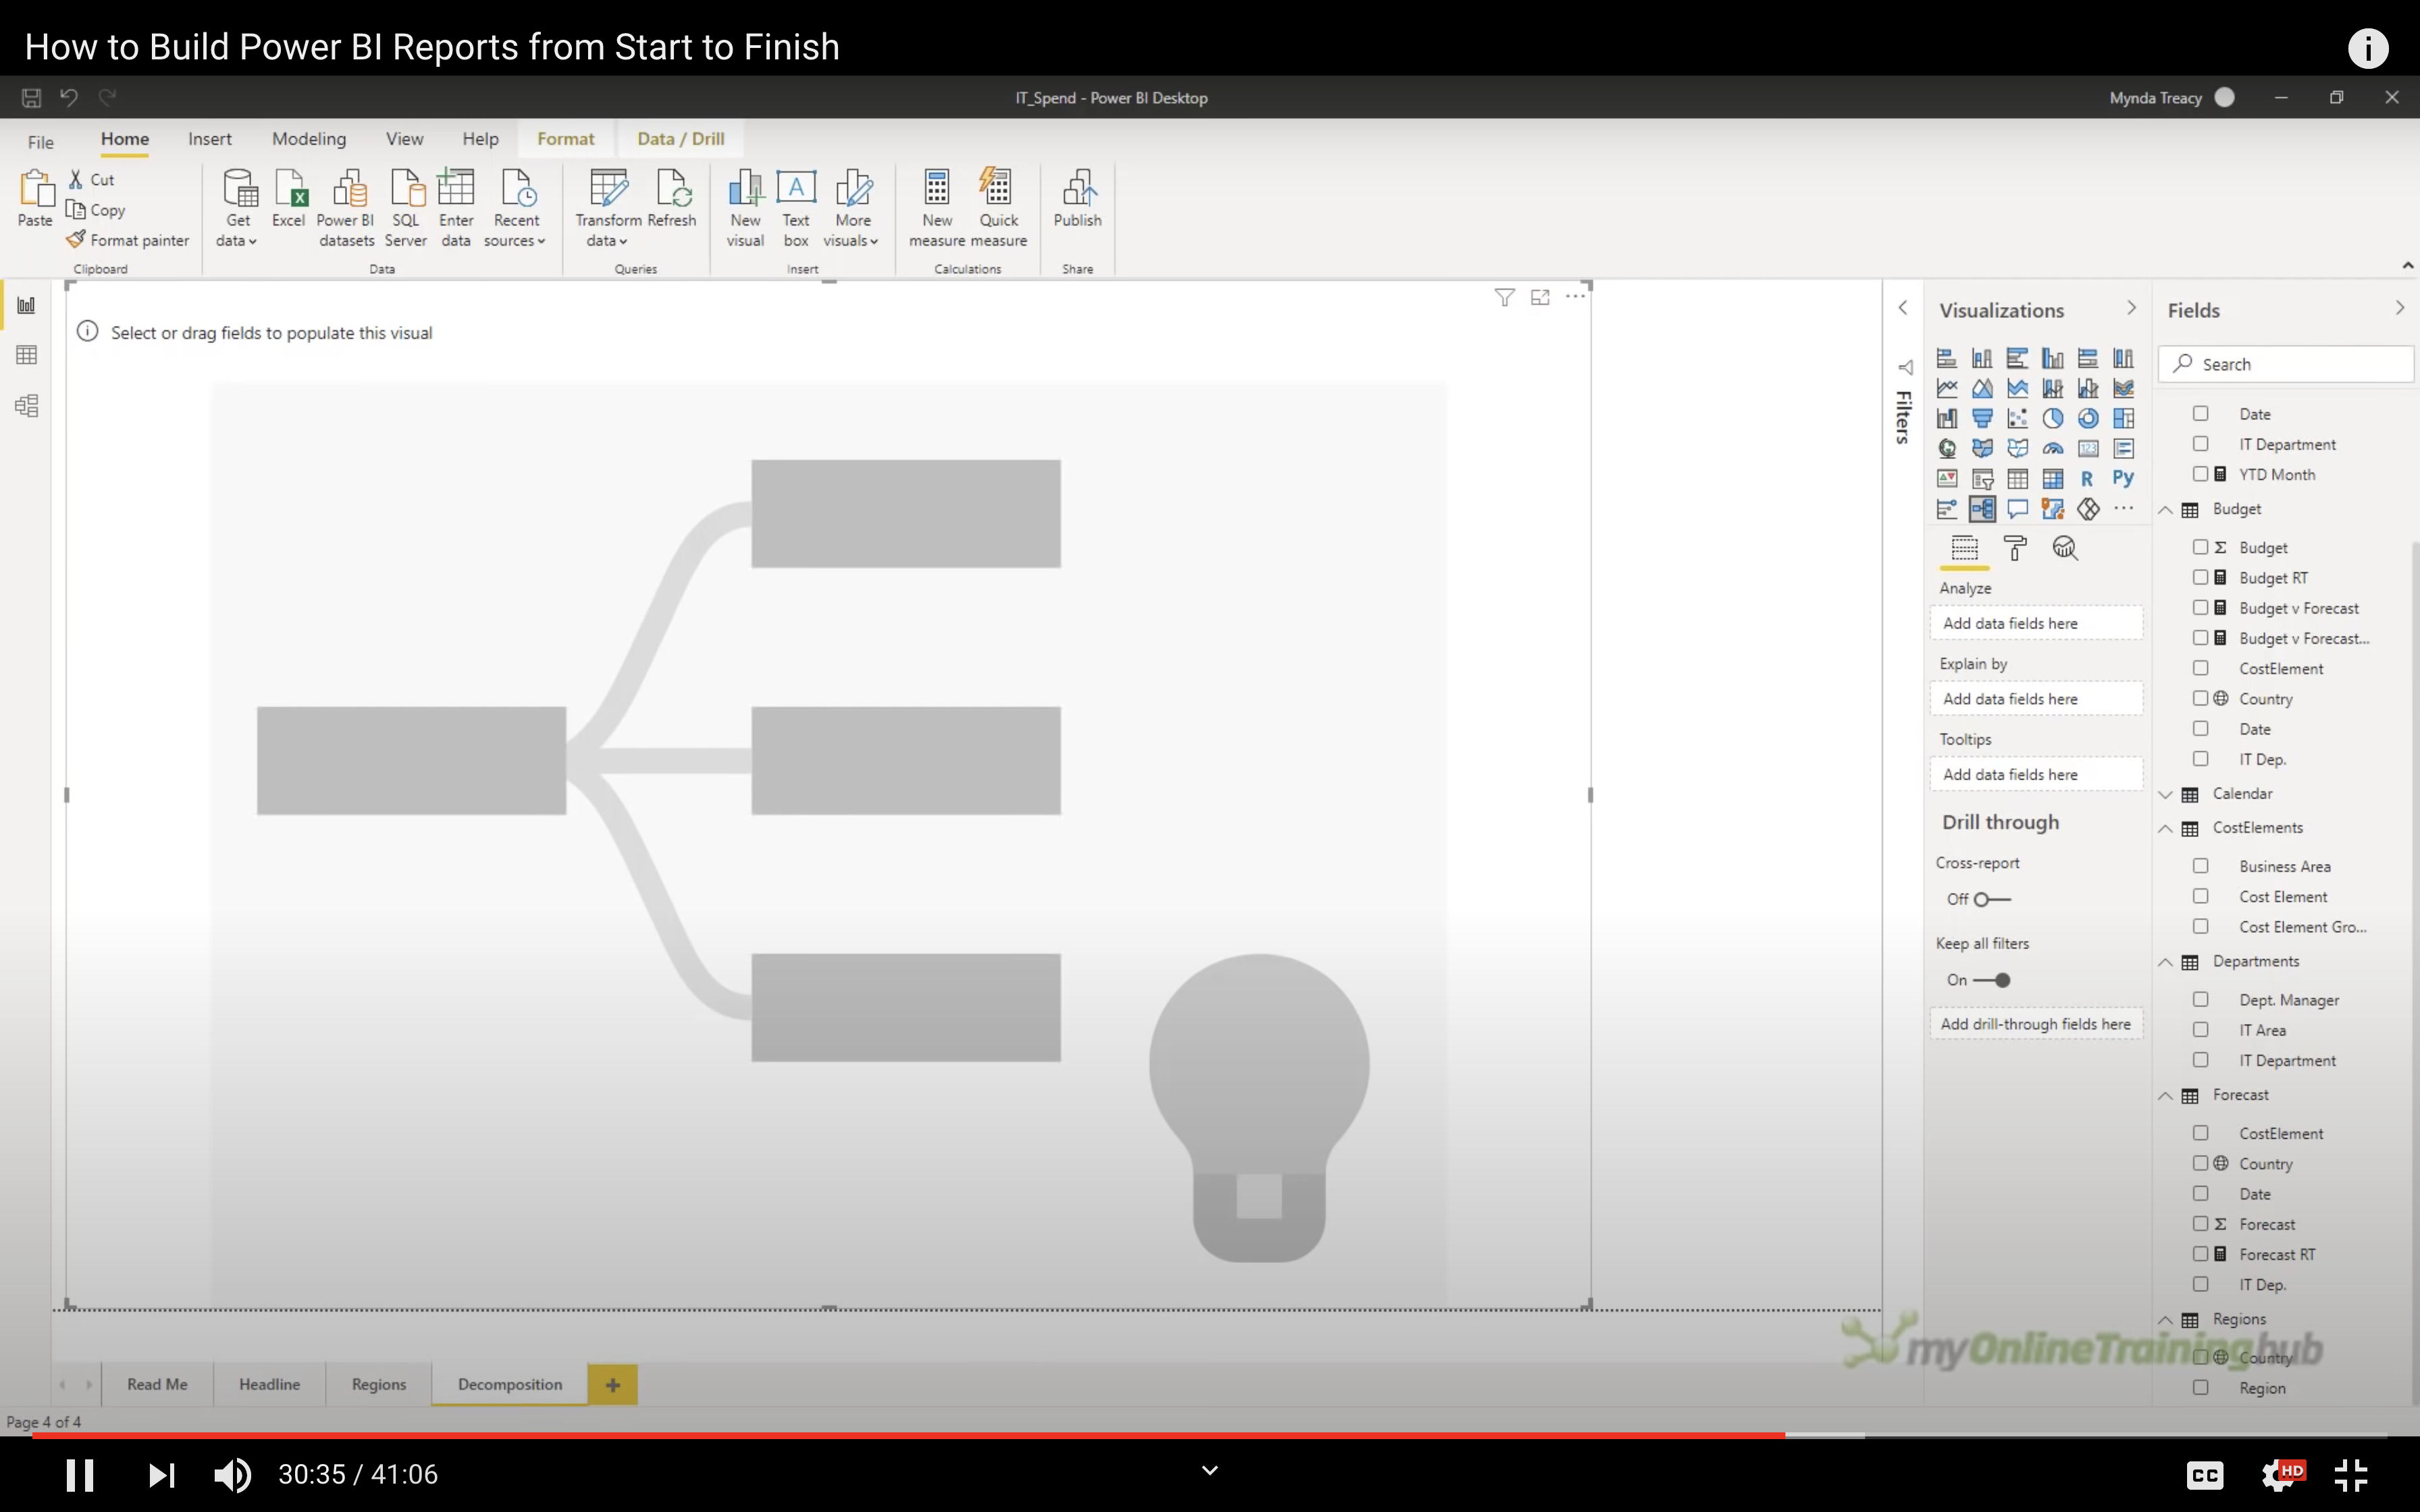 How to Build Power BI Reports from Start to Finish
IT_Spend - Power BI Desktop
Mynda Treacy
File
Home
Insert
Modeling
View
Help
Format
Data / Drill
Paste
Cut
Copy
Format painter
Clipboard
Get data
Excel
Power BI datasets
SQL Server
Enter data
Recent sources
Data
Transform data
Refresh
Queries
New visual
Text box
More visuals
Insert
New measure
Quick measure
Calculations
Publish
Share
Select or drag fields to populate this visual
Filters
Visualizations
123
R
Py
Analyze
Add data fields here
Explain by
Add data fields here
Tooltips
Add data fields here
Drill through
Cross-report
Off
Keep all filters
On
Add drill-through fields here
Fields
Search
Date
IT Department
YTD Month
Budget
Budget
Budget RT
Budget v Forecast
Budget v Forecast...
CostElement
Country
Date
IT Dep.
Calendar
CostElements
Business Area
Cost Element
Cost Element Gro...
Departments
Dept. Manager
IT Area
IT Department
Forecast
CostElement
Country
Date
Forecast
Forecast RT
IT Dep.
Regions
Country
Region
myOnlineTraininghub
Read Me
Headline
Regions
Decomposition
Page 4 of 4
30:35 / 41:06
CC
HD